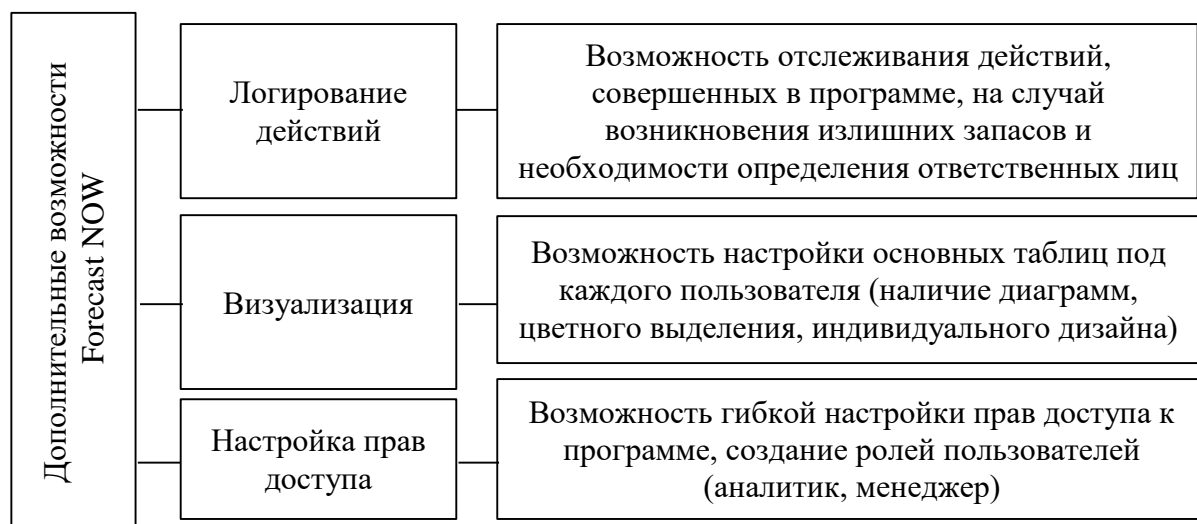 Дополнительные возможности
Forecast NOW
Логирование
действий
Возможность отслеживания действий,
совершенных в программе, на случай
возникновения излишних запасов и
необходимости определения ответственных лиц
Визуализация
Возможность настройки основных таблиц под
каждого пользователя (наличие диаграмм,
цветного выделения, индивидуального дизайна)
Настройка прав
доступа
Возможность гибкой настройки прав доступа к
программе, создание ролей пользователей
(аналитик, менеджер)